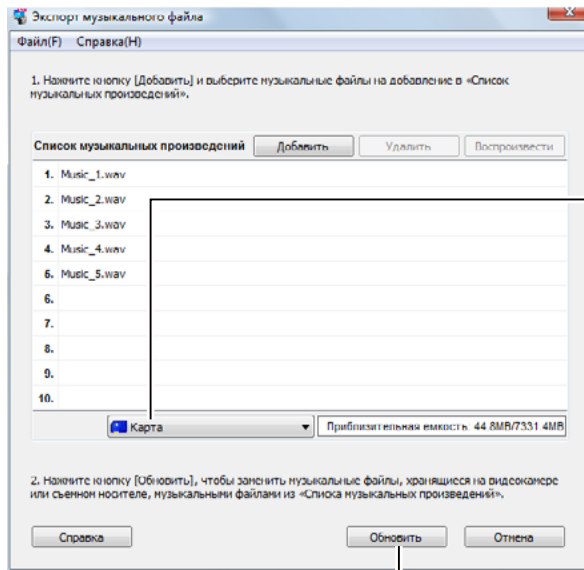 Экспорт музыкального файла
Файл(F) Справка(H)
1. Нажмите кнопку [Добавить] и выберите музыкальные файлы на добавление в «Список
музыкальных произведений».
Список музыкальных произведений Добавить Удалить Воспроизвести
1. Music_1.wav
2. Music_2.wav
3. Music_3.wav
4. Music_4.wav
5. Music_5.wav
6.
7.
8.
9.
10.
Карта Приблизительная емкость: 44.8MB/7331.4MB
2. Нажмите кнопку [Обновить], чтобы заменить музыкальные файлы, хранящиеся на видеокамере
или съемном носителе, музыкальными файлами из «Списка музыкальных произведений».
Справка Обновить Отмена